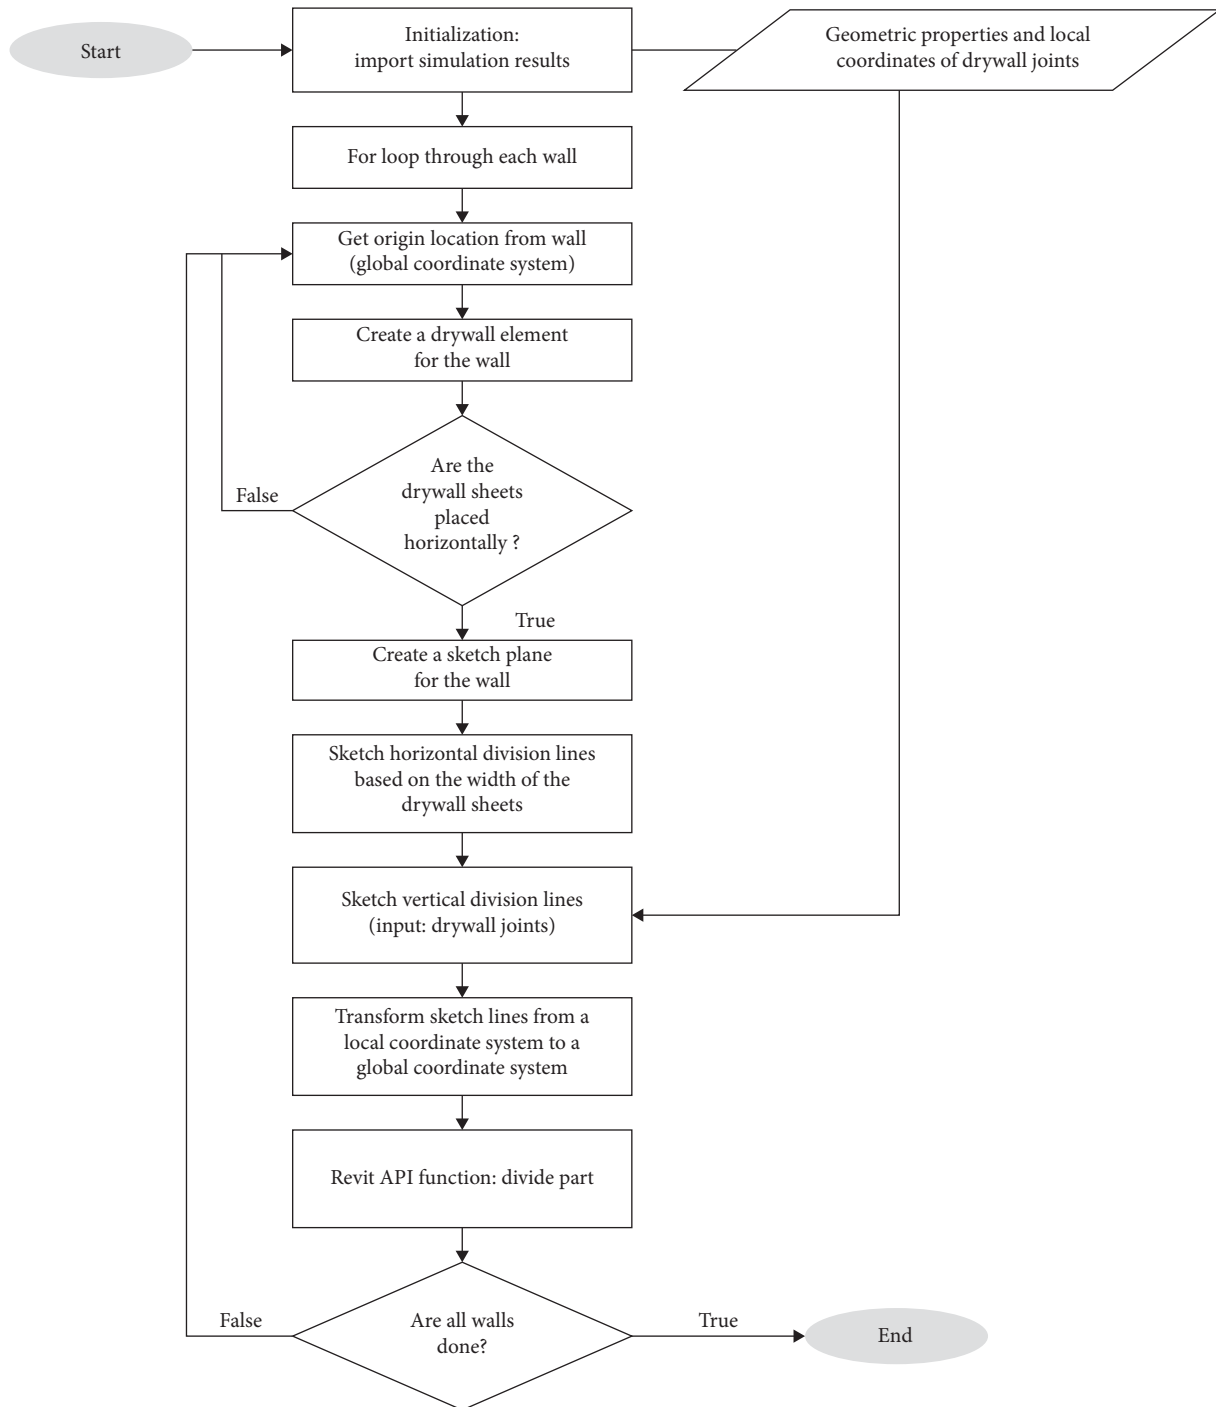 Start
Initialization:
import simulation results
Geometric properties and local
coordinates of drywall joints
For loop through each wall
Get origin location from wall
(global coordinate system)
Create a drywall element
for the wall
Are the
drywall sheets
placed
horizontally ?
False
True
Create a sketch plane
for the wall
Sketch horizontal division lines
based on the width of the
drywall sheets
Sketch vertical division lines
(input: drywall joints)
Transform sketch lines from a
local coordinate system to a
global coordinate system
Revit API function: divide part
False
Are all walls
done?
True
End